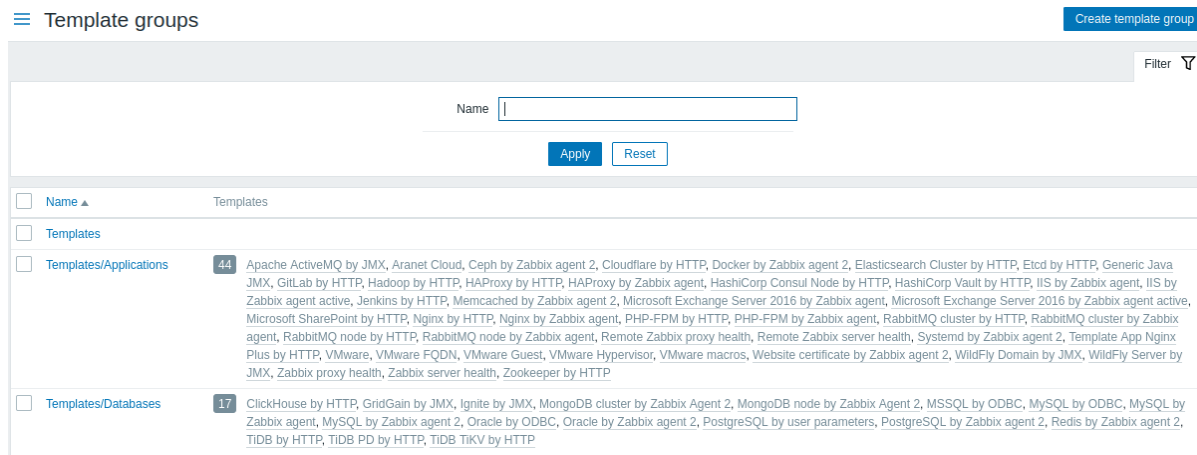 Template groups
Create template group
Filter
Name
Apply Reset
Name Templates
Templates
Templates/Applications 44 Apache ActiveMQ by JMX, Aranet Cloud, Ceph by Zabbix agent 2, Cloudflare by HTTP, Docker by Zabbix agent 2, Elasticsearch Cluster by HTTP, Etcd by HTTP, Generic Java
JMX, GitLab by HTTP, Hadoop by HTTP, HAProxy by HTTP, HAProxy by Zabbix agent, HashiCorp Consul Node by HTTP, HashiCorp Vault by HTTP, IIS by Zabbix agent, IIS by
Zabbix agent active, Jenkins by HTTP, Memcached by Zabbix agent 2, Microsoft Exchange Server 2016 by Zabbix agent, Microsoft Exchange Server 2016 by Zabbix agent active,
Microsoft SharePoint by HTTP, Nginx by HTTP, Nginx by Zabbix agent, PHP-FPM by HTTP, PHP-FPM by Zabbix agent, RabbitMQ cluster by HTTP, RabbitMQ cluster by Zabbix
agent, RabbitMQ node by HTTP, RabbitMQ node by Zabbix agent, Remote Zabbix proxy health, Remote Zabbix server health, Systemd by Zabbix agent 2, Template App Nginx
Plus by HTTP, VMware, VMware FQDN, VMware Guest, VMware Hypervisor, VMware macros, Website certificate by Zabbix agent 2, WildFly Domain by JMX, WildFly Server by
JMX, Zabbix proxy health, Zabbix server health, Zookeeper by HTTP
Templates/Databases 17 ClickHouse by HTTP, GridGain by JMX, Ignite by JMX, MongoDB cluster by Zabbix Agent 2, MongoDB node by Zabbix Agent 2, MSSQL by ODBC, MySQL by ODBC, MySQL by
Zabbix agent, MySQL by Zabbix agent 2, Oracle by ODBC, Oracle by Zabbix agent 2, PostgreSQL by user parameters, PostgreSQL by Zabbix agent 2, Redis by Zabbix agent 2,
TiDB by HTTP, TiDB PD by HTTP, TiDB TiKV by HTTP